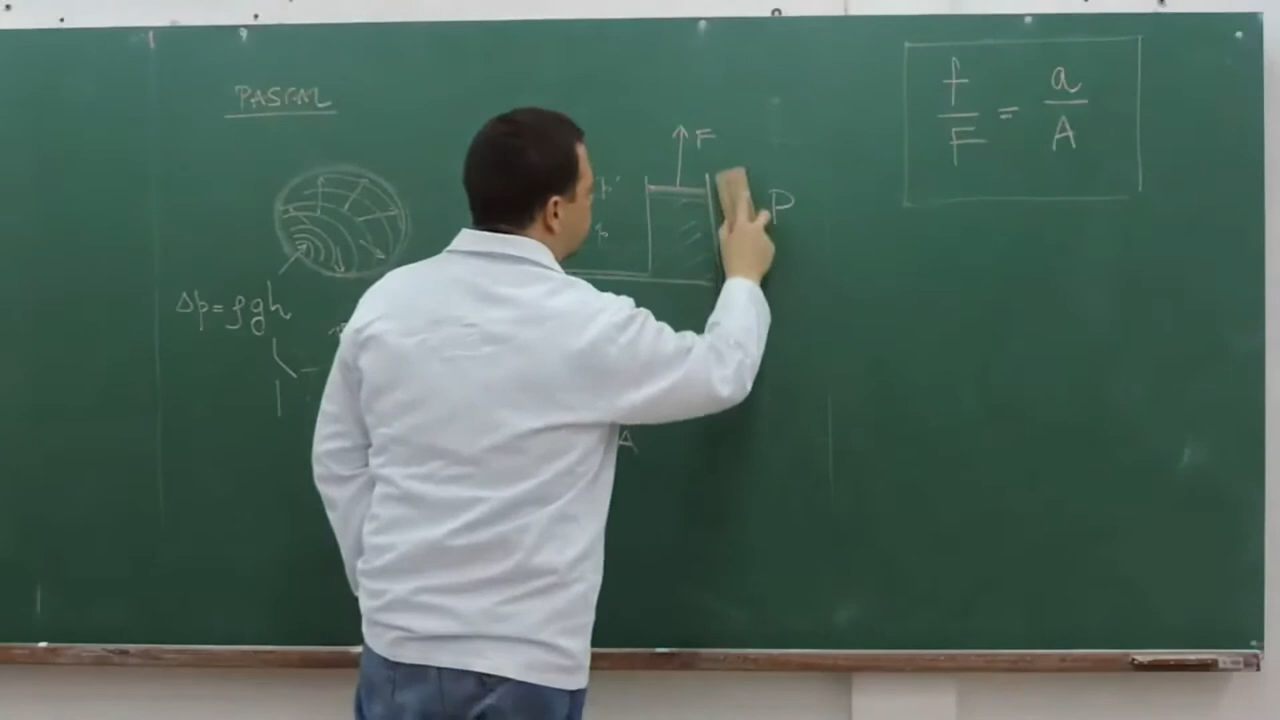 PASCAL
Δp=ρgh
F
p'
p
P
A
f/F = a/A